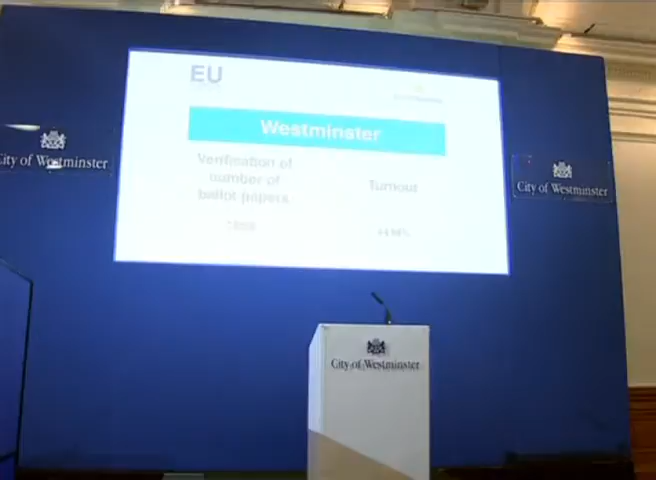 EU
Westminster
Verification of
number of
ballot papers
Turnout
City of Westminster
City of Westminster
City of Westminster